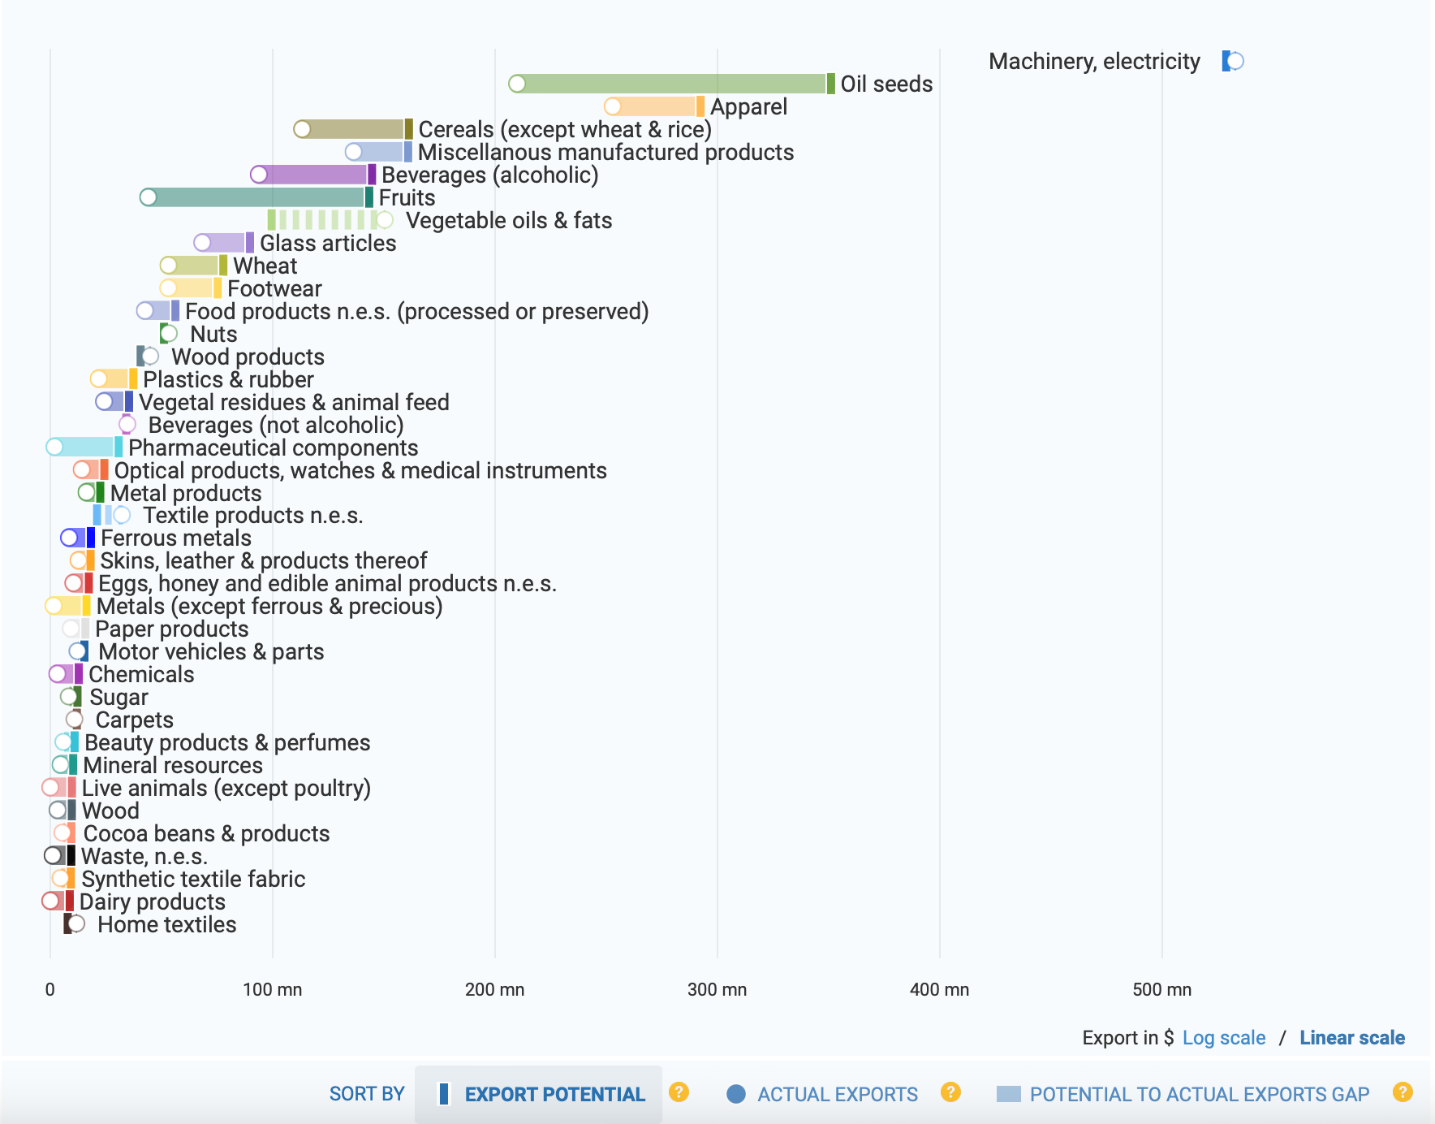 Machinery, electricity
Oil seeds
Apparel
Cereals (except wheat & rice)
Miscellanous manufactured products
Beverages (alcoholic)
Fruits
Vegetable oils & fats
Glass articles
Wheat
Footwear
Food products n.e.s. (processed or preserved)
Nuts
Wood products
Plastics & rubber
Vegetal residues & animal feed
Beverages (not alcoholic)
Pharmaceutical components
Optical products, watches & medical instruments
Metal products
Textile products n.e.s.
Ferrous metals
Skins, leather & products thereof
Eggs, honey and edible animal products n.e.s.
Metals (except ferrous & precious)
Paper products
Motor vehicles & parts
Chemicals
Sugar
Carpets
Beauty products & perfumes
Mineral resources
Live animals (except poultry)
Wood
Cocoa beans & products
Waste, n.e.s.
Synthetic textile fabric
Dairy products
Home textiles
0 100 mn 200 mn 300 mn 400 mn 500 mn
Export in $ Log scale / Linear scale
SORT BY EXPORT POTENTIAL ? ACTUAL EXPORTS ? POTENTIAL TO ACTUAL EXPORTS GAP ?